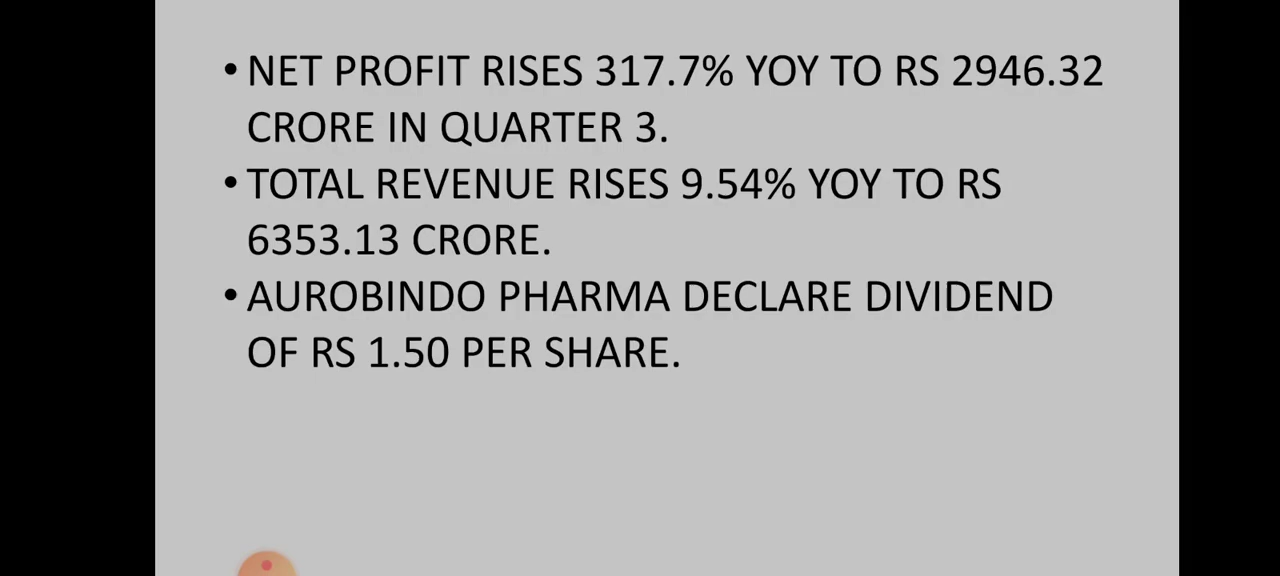 • NET PROFIT RISES 317.7% YOY TO RS 2946.32
CRORE IN QUARTER 3.
• TOTAL REVENUE RISES 9.54% YOY TO RS
6353.13 CRORE.
• AUROBINDO PHARMA DECLARE DIVIDEND
OF RS 1.50 PER SHARE.